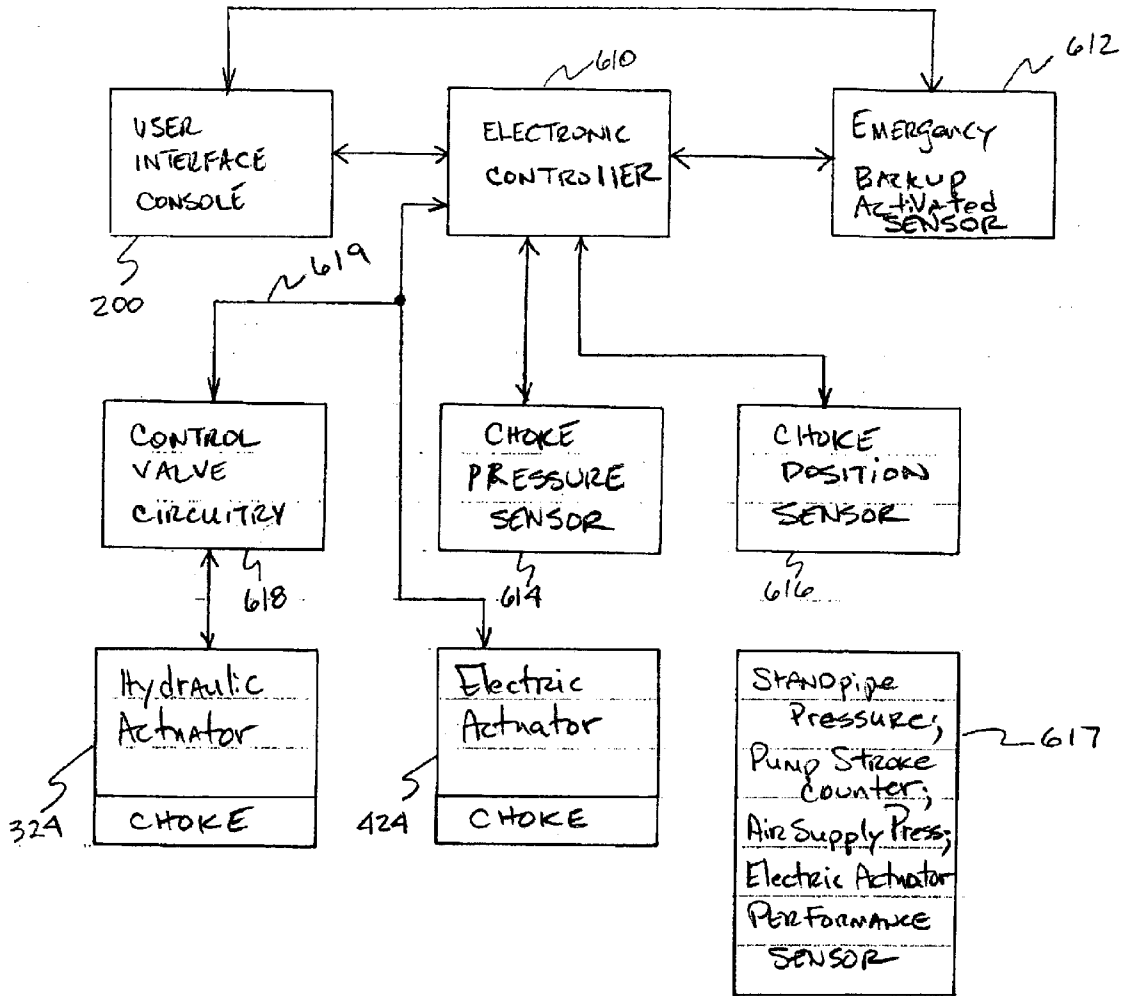 610
612
USER
INTERFACE
CONSOLE
ELECTRONIC
CONTROLLER
EMERgency
BACKUP
ActiVated
SENSOR
200
619
CONTROL
VALVE
CIRCUITRY
CHOKE
PRESSURE
SENSOR
CHOKE
POSITION
SENSOR
618
614
616
Hydraulic
Actuator
CHOKE
324
Electric
Actuator
CHOKE
424
STANDpipe
Pressure;
Pump Stroke
Counter;
Air Supply Press;
Electric Actuator
PERFORMANCE
SENSOR
617